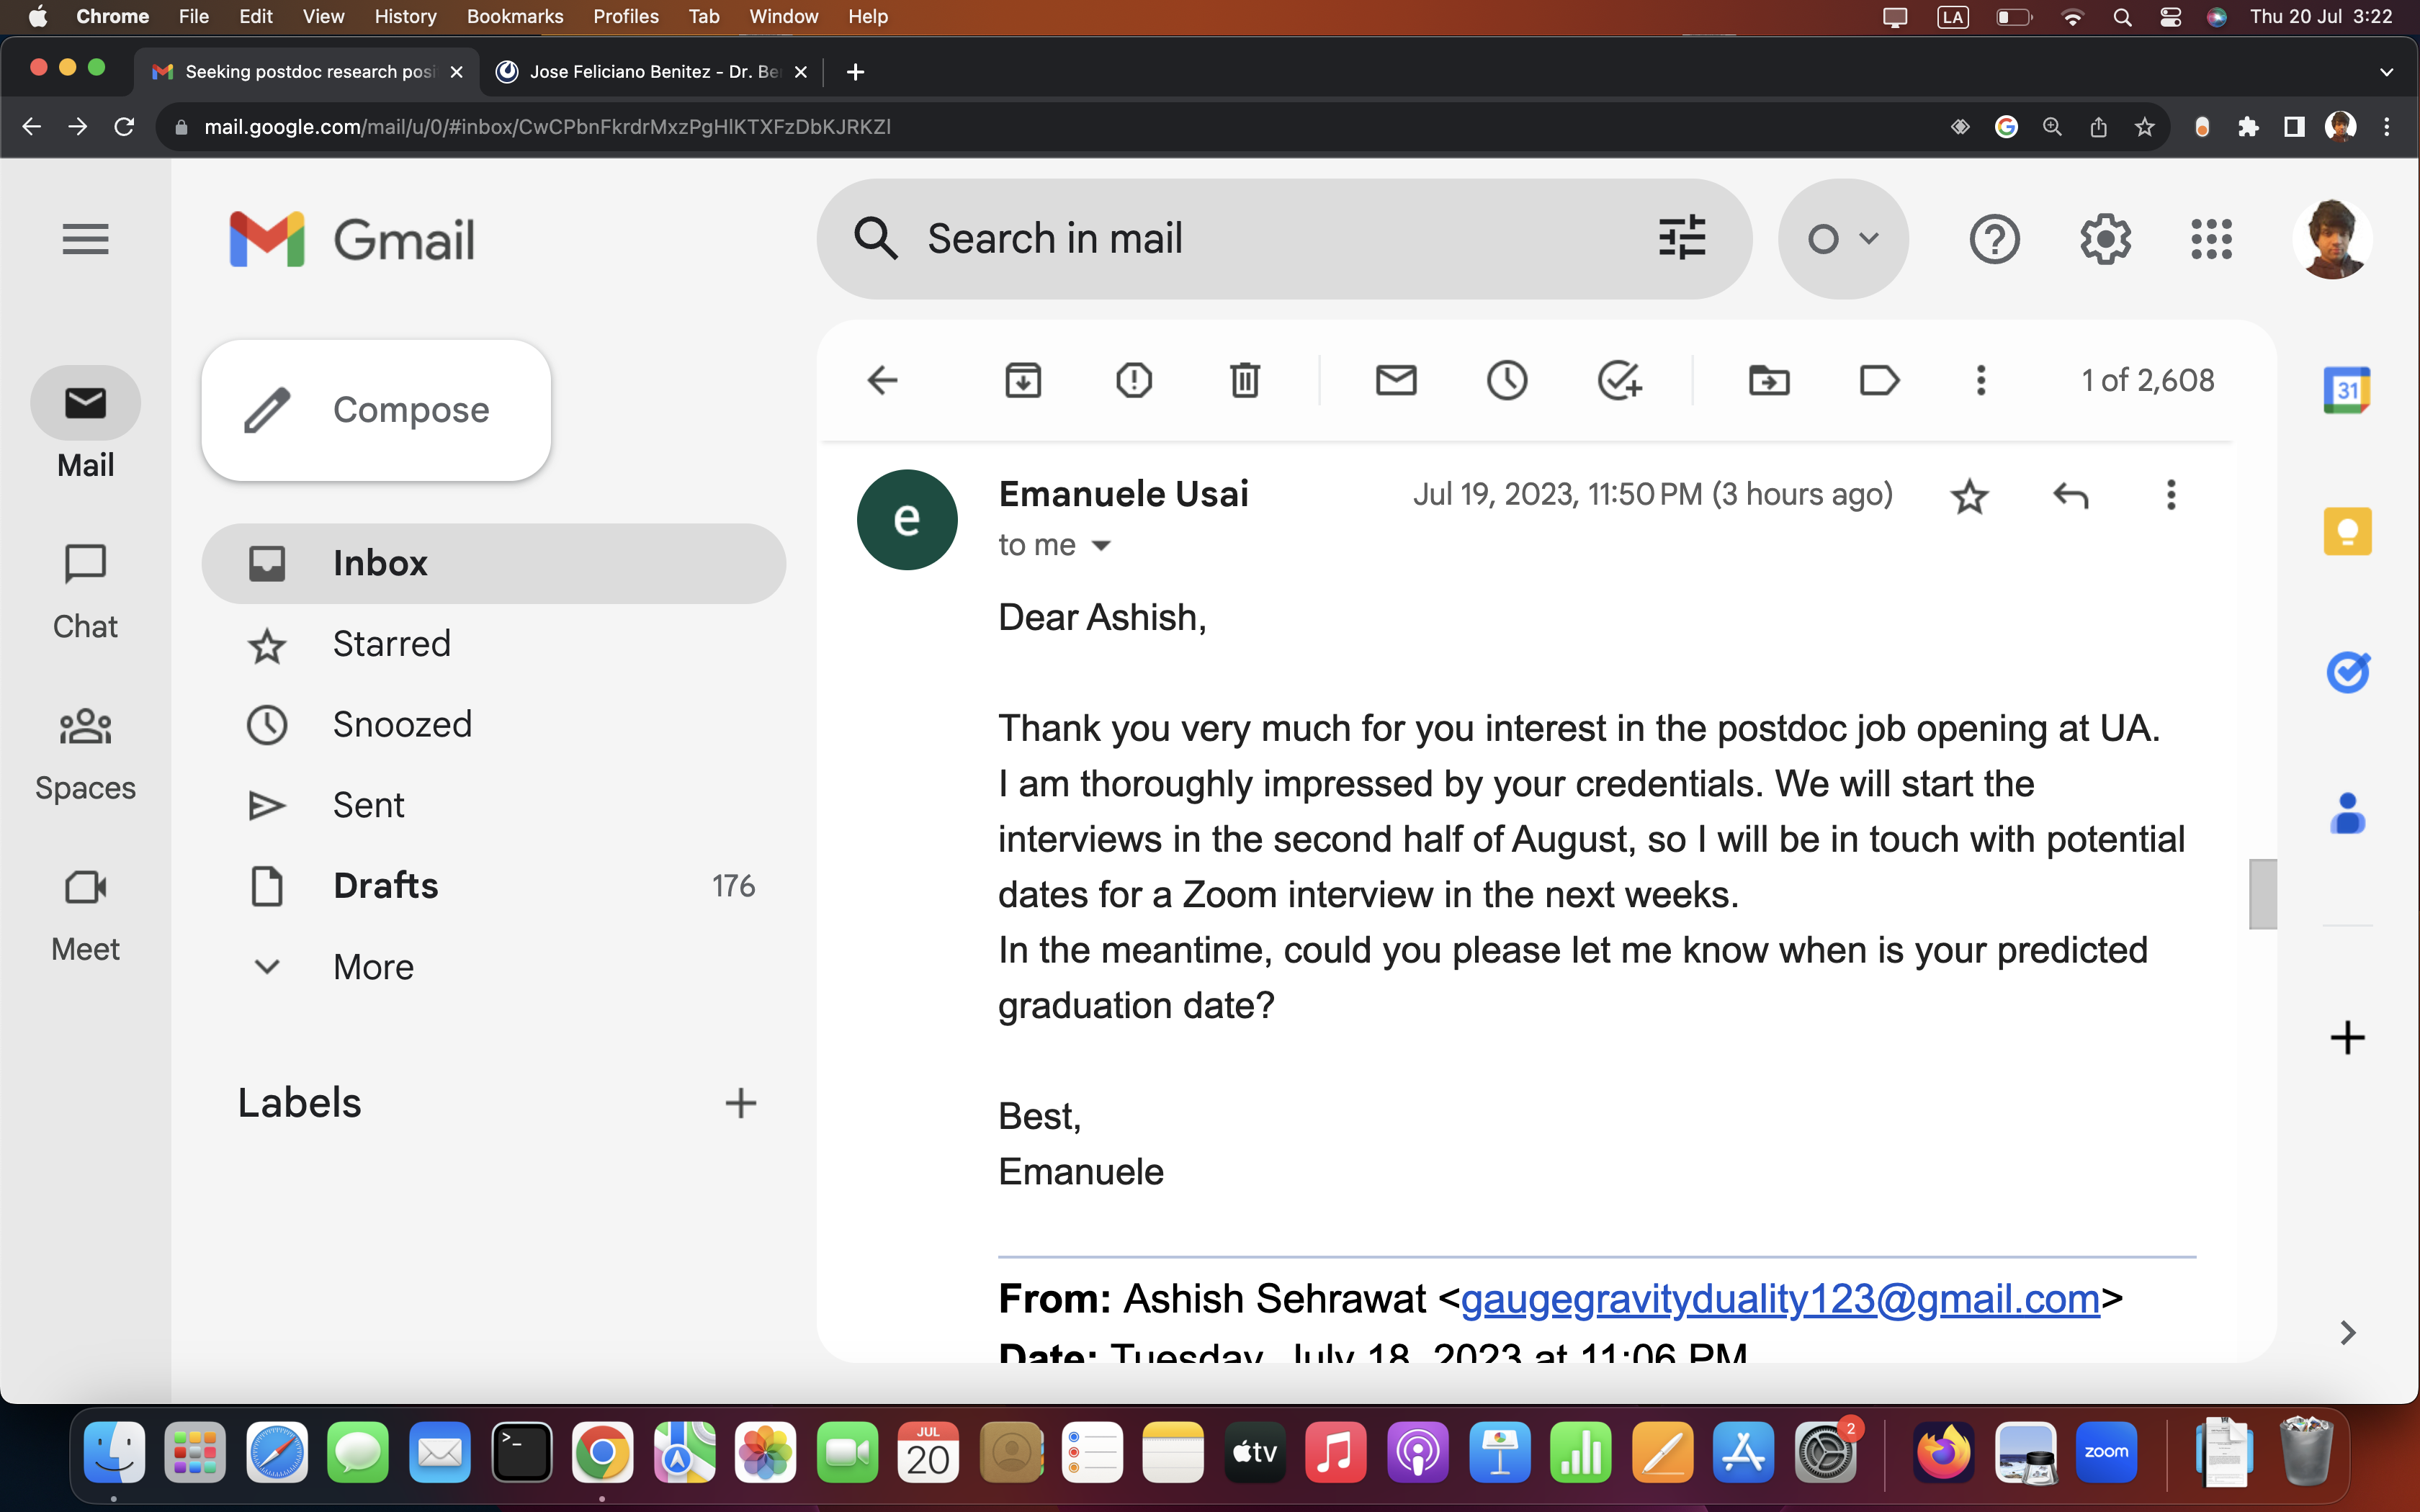 Chrome File Edit View History Bookmarks Profiles Tab Window Help LA Thu 20 Jul 3:22
Seeking postdoc research posi Jose Feliciano Benitez - Dr. Be
mail.google.com/mail/u/0/#inbox/CwCPbnFkrdrMxzPgHlKTXFzDbKJRKZl
Gmail
Search in mail
Compose
1 of 2,608
31
Mail
e
Emanuele Usai
Jul 19, 2023, 11:50 PM (3 hours ago)
to me
Inbox
Dear Ashish,
Chat
Starred
Snoozed
Thank you very much for you interest in the postdoc job opening at UA.
Spaces
I am thoroughly impressed by your credentials. We will start the
Sent
interviews in the second half of August, so I will be in touch with potential
Drafts 176
dates for a Zoom interview in the next weeks.
Meet
More
In the meantime, could you please let me know when is your predicted
graduation date?
Labels
Best,
Emanuele
From: Ashish Sehrawat <gaugegravityduality123@gmail.com>
Date: Tuesday, July 18, 2023 at 11:06 PM
JUL
20
tv
2
zoom